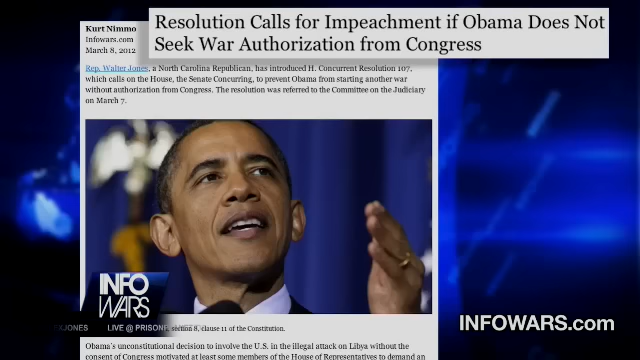 Resolution Calls for Impeachment if Obama Does Not
Seek War Authorization from Congress
Kurt Nimmo
Infowars.com
March 8, 2012
Rep. Walter Jones, a North Carolina Republican, has introduced H. Concurrent Resolution 107,
which calls on the House, the Senate Concurring, to prevent Obama from starting another war
without authorization from Congress. The resolution was referred to the Committee on the Judiciary
on March 7.
INFO
WARS
JONES LIVE @ PRISONP
section 8, clause 11 of the Constitution.
INFOWARS.com
Obama's unconstitutional decision to involve the U.S. in the illegal attack on Libya without the
consent of Congress motivated at least some members of the House of Representatives to demand an